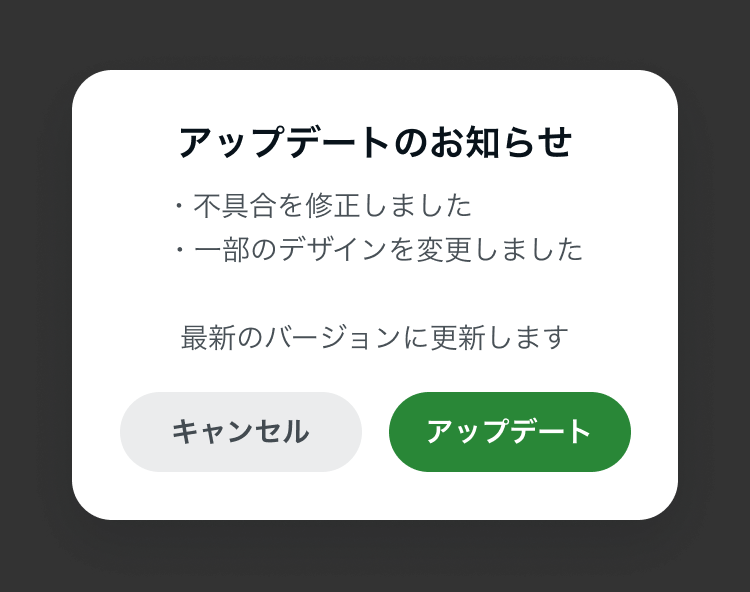 アップデートのお知らせ
・不具合を修正しました
・一部のデザインを変更しました
最新のバージョンに更新します
キャンセル
アップデート